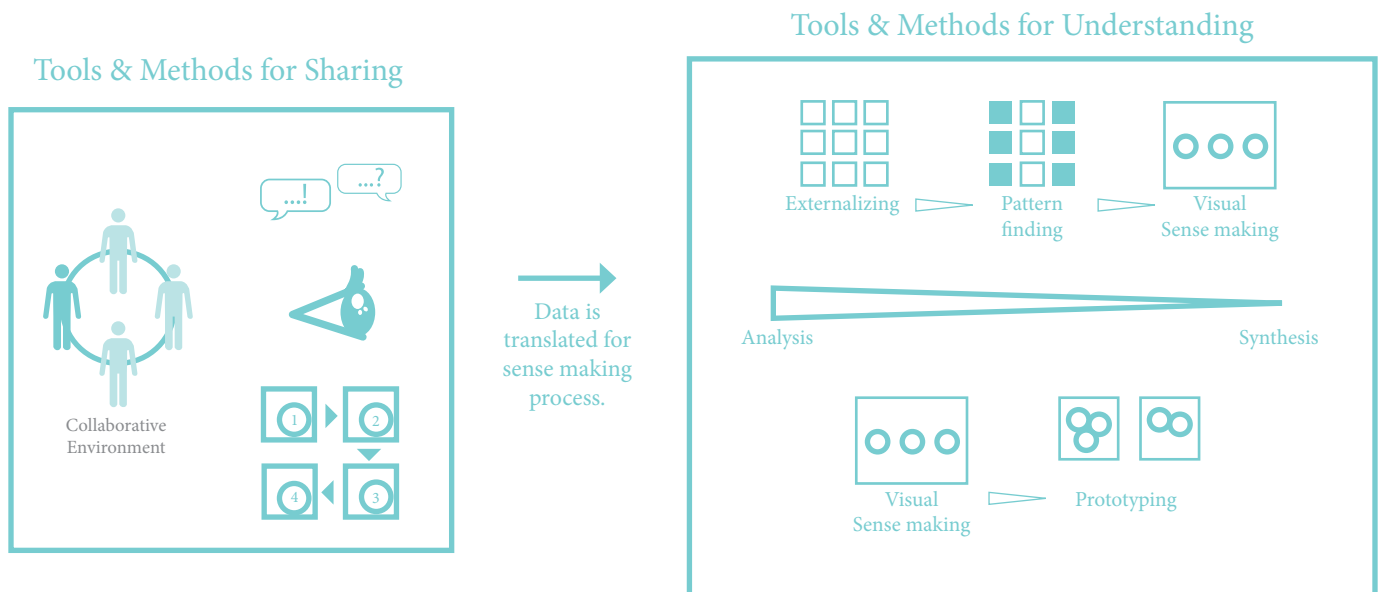 Tools & Methods for Sharing
...!
...?
Collaborative
Environment
1
2
4
3
Data is
translated for
sense making
process.
Tools & Methods for Understanding
Externalizing
Pattern
finding
Visual
Sense making
Analysis
Synthesis
Visual
Sense making
Prototyping